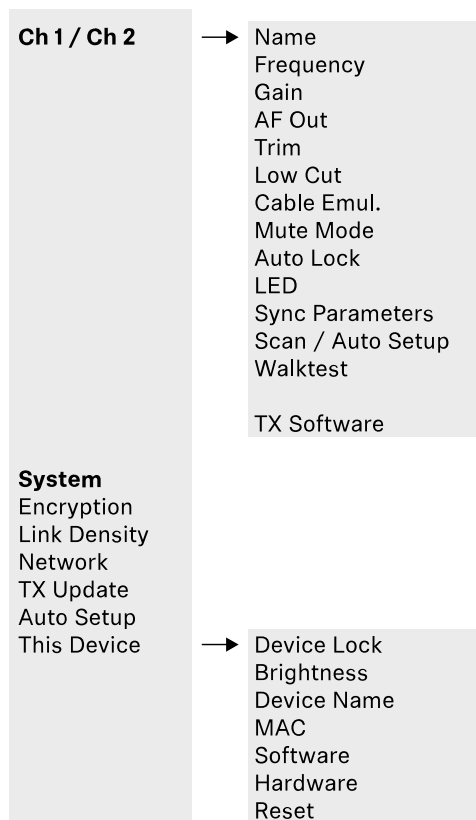 Ch 1 / Ch 2
Name
Frequency
Gain
AF Out
Trim
Low Cut
Cable Emul.
Mute Mode
Auto Lock
LED
Sync Parameters
Scan / Auto Setup
Walktest
TX Software
System
Encryption
Link Density
Network
TX Update
Auto Setup
This Device
Device Lock
Brightness
Device Name
MAC
Software
Hardware
Reset